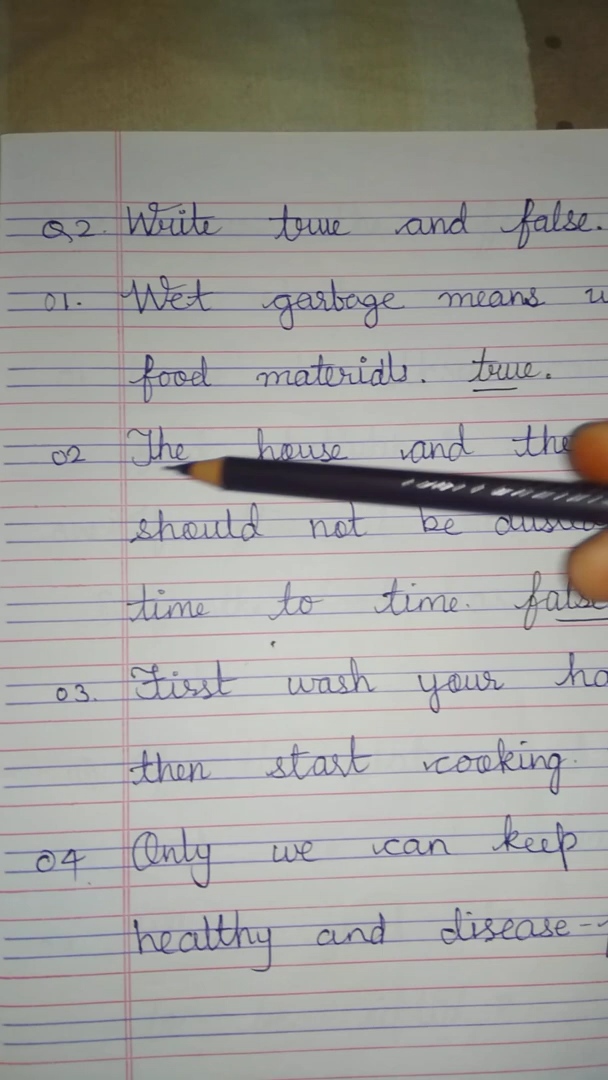 Q2. Write true and false.
01. Wet garbage means
food materials. true.
02 The house and the
should not be
time to time. false
03. First wash your
then start cooking.
04. Only we can keep
healthy and disease-